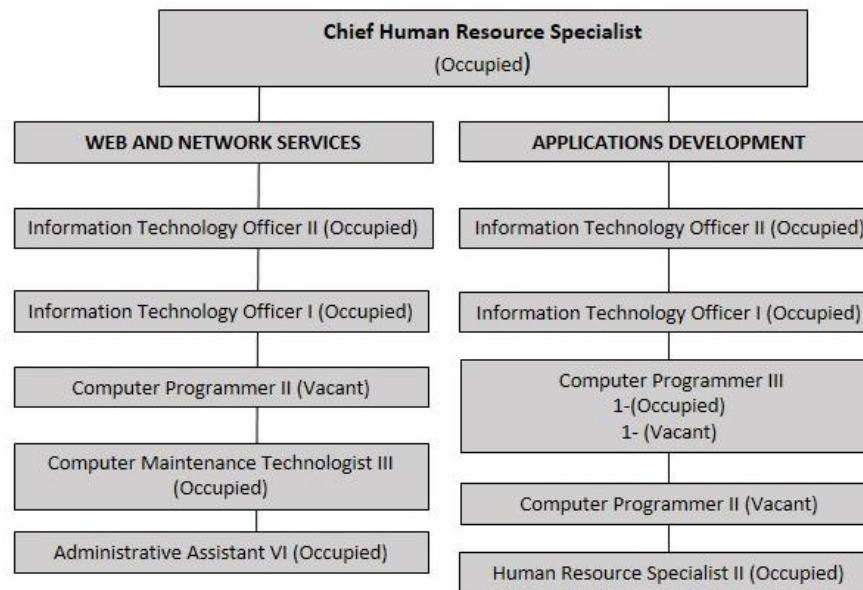 Chief Human Resource Specialist
(Occupied)
WEB AND NETWORK SERVICES
Information Technology Officer II (Occupied)
Information Technology Officer I (Occupied)
Computer Programmer II (Vacant)
Computer Maintenance Technologist III
(Occupied)
Administrative Assistant VI (Occupied)
APPLICATIONS DEVELOPMENT
Information Technology Officer II (Occupied)
Information Technology Officer I (Occupied)
Computer Programmer III
1-(Occupied)
1- (Vacant)
Computer Programmer II (Vacant)
Human Resource Specialist II (Occupied)